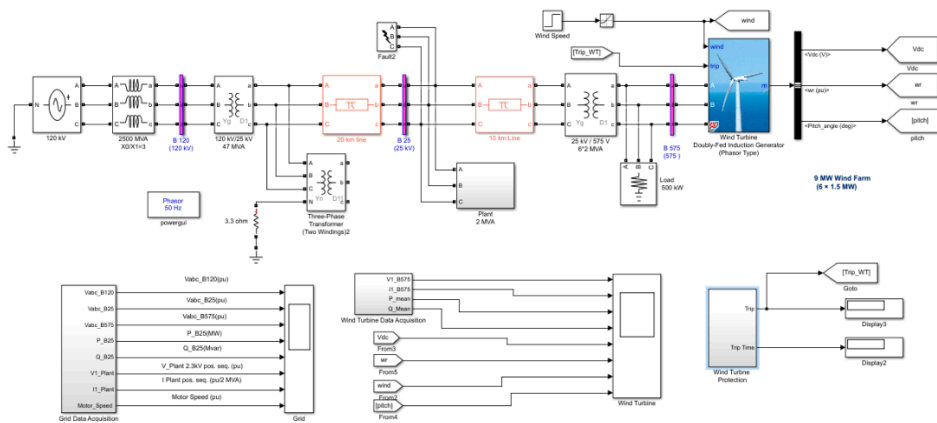 Wind Speed
wind
[Trip_WT]
wind
trip
A
B
C
m
<Vdc (V)>
<wr (pu)>
<Pitch_angle (deg)>
Vdc
Vdc
wr
wr
[pitch]
pitch
Wind Turbine
Doubly-Fed Induction Generator
(Phasor Type)
9 MW Wind Farm
(6 × 1.5 MW)
A
B
C
Fault2
N
A
B
C
120 kV
A
B
C
a
b
c
2500 MVA
X0/X1=3
a
b
c
B 120
(120 kV)
A
B
C
a
b
c
Yg
D1
120 kV/25 kV
47 MVA
A
B
C
a
b
c
20 km line
a
b
c
B 25
(25 kV)
A
B
C
a
b
c
10 km Line
A
B
C
a
b
c
Yg
D1
25 kV / 575 V
6*2 MVA
a
b
c
B 575
(575 )
A
B
C
Load
500 kW
A
B
C
N
a
b
c
Three-Phase
Transformer
(Two Windings)2
3.3 ohm
Phasor
50 Hz
powergui
A
B
C
Plant
2 MVA
Vabc_B120
Vabc_B25
Vabc_B575
P_B25
Q_B25
V1_Plant
I1_Plant
Motor_Speed
Grid Data Acquisition
Vabc_B120(pu)
Vabc_B25(pu)
Vabc_B575(pu)
P_B25(MW)
Q_B25(Mvar)
V_Plant 2.3kV pos. seq. (pu)
I Plant pos. seq. (pu/2 MVA)
Motor Speed (pu)
Grid
V1_B575
I1_B575
P_mean
Q_Mean
Wind Turbine Data Acquisition
Vdc
From3
wr
From5
wind
From2
[pitch]
From4
Wind Turbine
Trip
Trip Time
Wind Turbine
Protection
[Trip_WT]
Goto
Display3
Display2